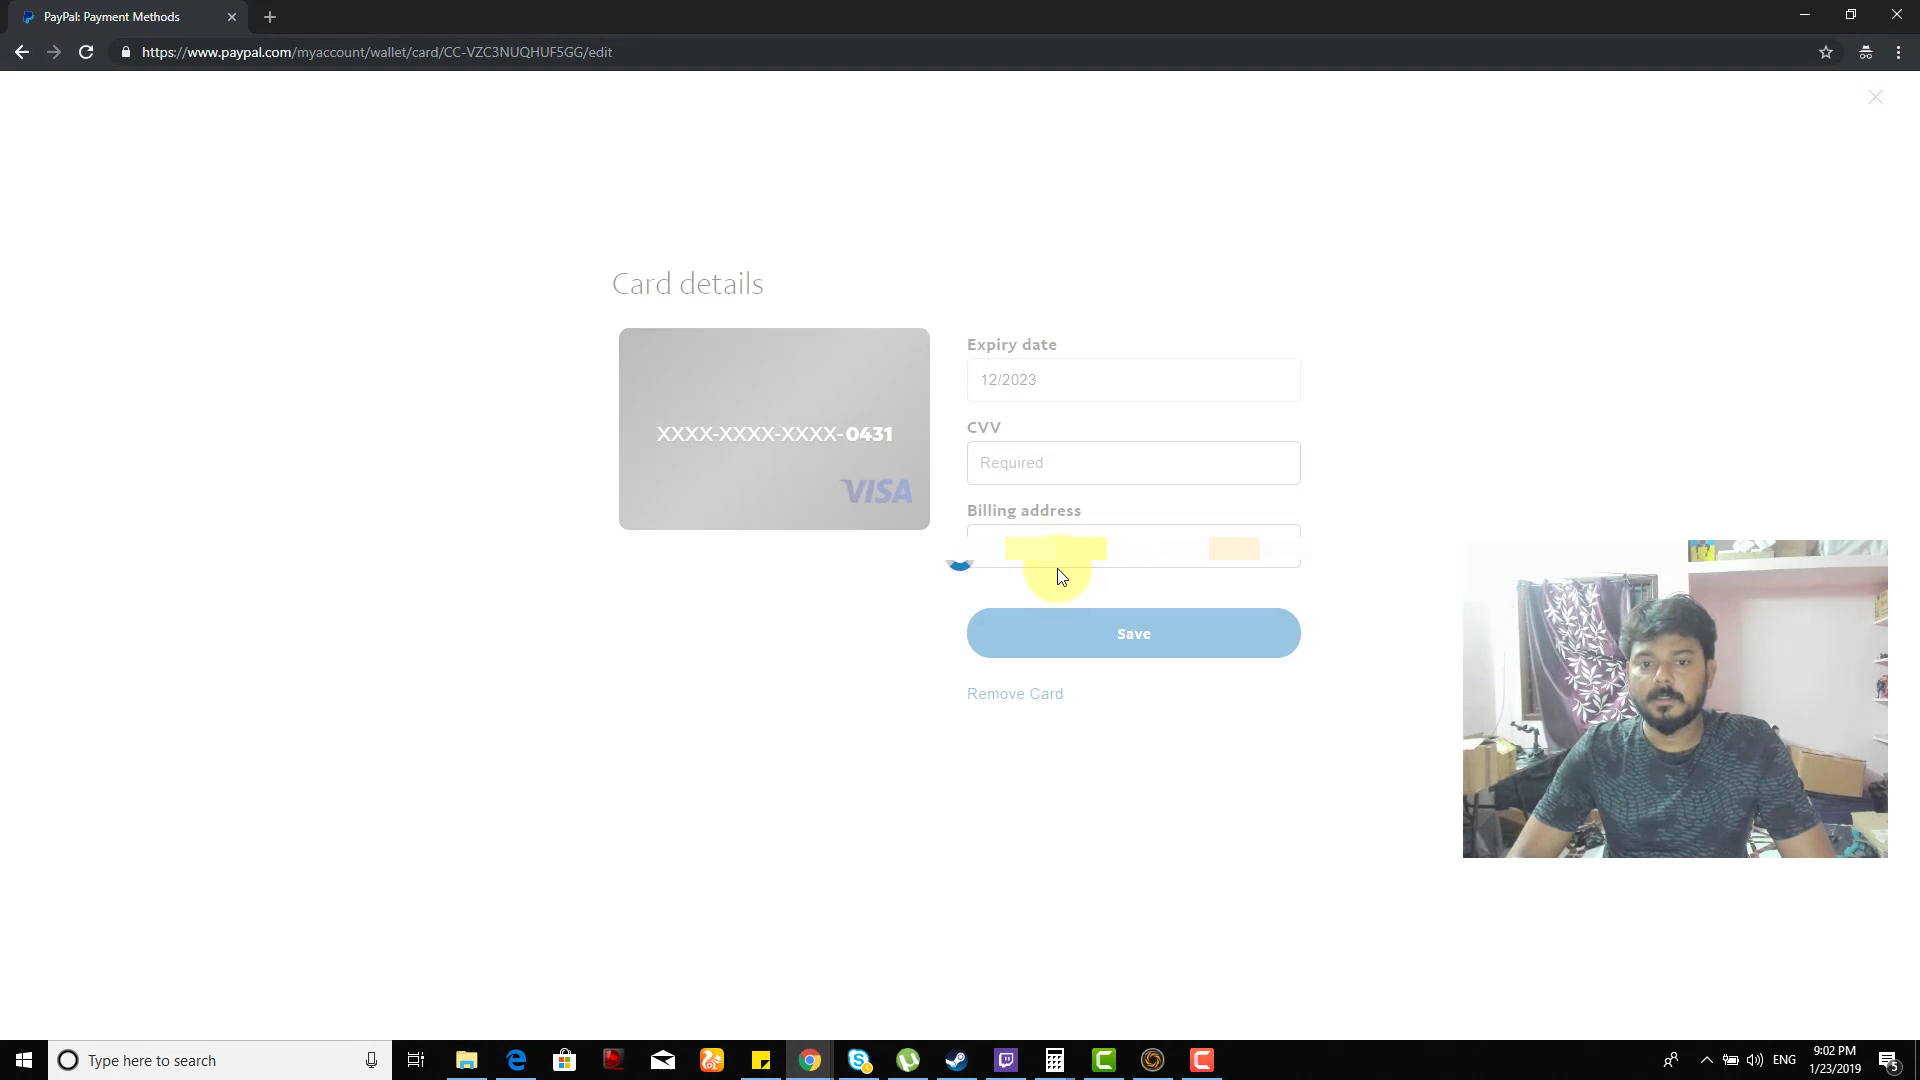 PayPal: Payment Methods
https://www.paypal.com/myaccount/wallet/card/CC-VZC3NUQHUF5GG/edit
Card details
XXXX-XXXX-XXXX-0431
VISA
Expiry date
12/2023
CVV
Required
Billing address
Save
Remove Card
Type here to search
ENG
9:02 PM
1/23/2019
5